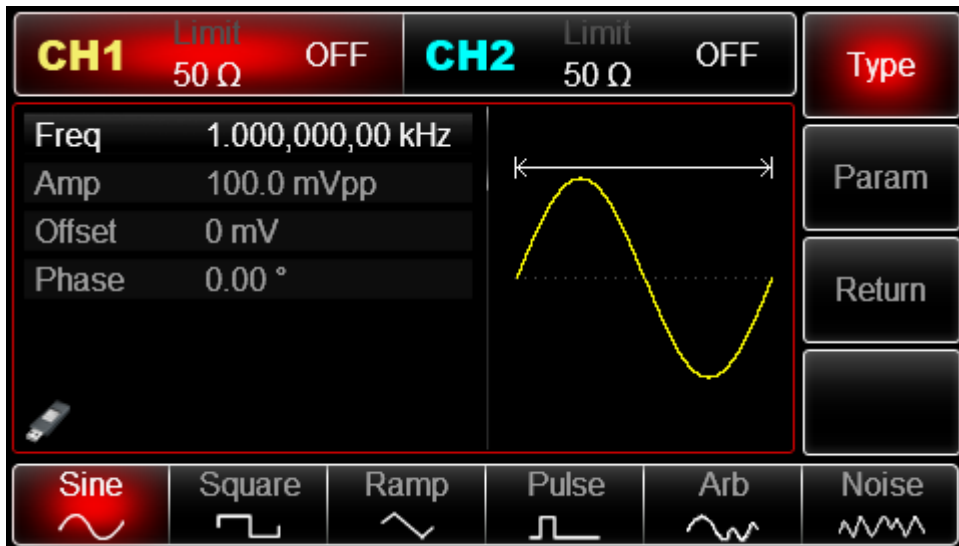 CH1 Limit 50 Ω OFF CH2 Limit 50 Ω OFF
Type
Freq 1.000,000,00 kHz
Amp 100.0 mVpp
Offset 0 mV
Phase 0.00 °
Param
Return
Sine Square Ramp Pulse Arb Noise